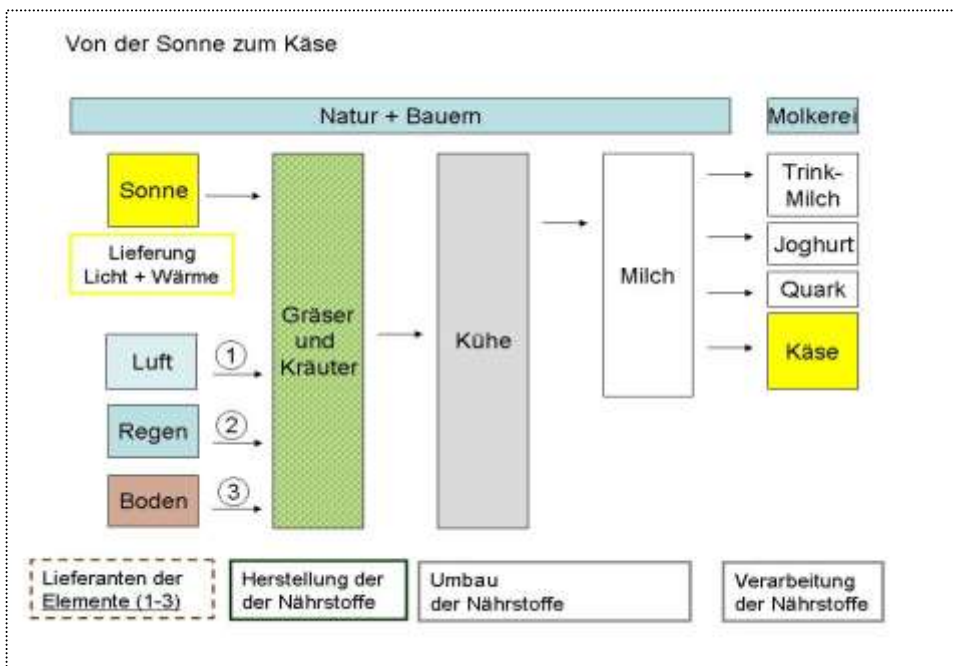 Von der Sonne zum Käse
Natur + Bauern
Molkerei
Sonne
Lieferung
Licht + Wärme
Luft
1
Regen
2
Boden
3
Gräser
und
Kräuter
Kühe
Milch
Trink-
Milch
Joghurt
Quark
Käse
Lieferanten der
Elemente (1-3)
Herstellung der
der Nährstoffe
Umbau
der Nährstoffe
Verarbeitung
der Nährstoffe